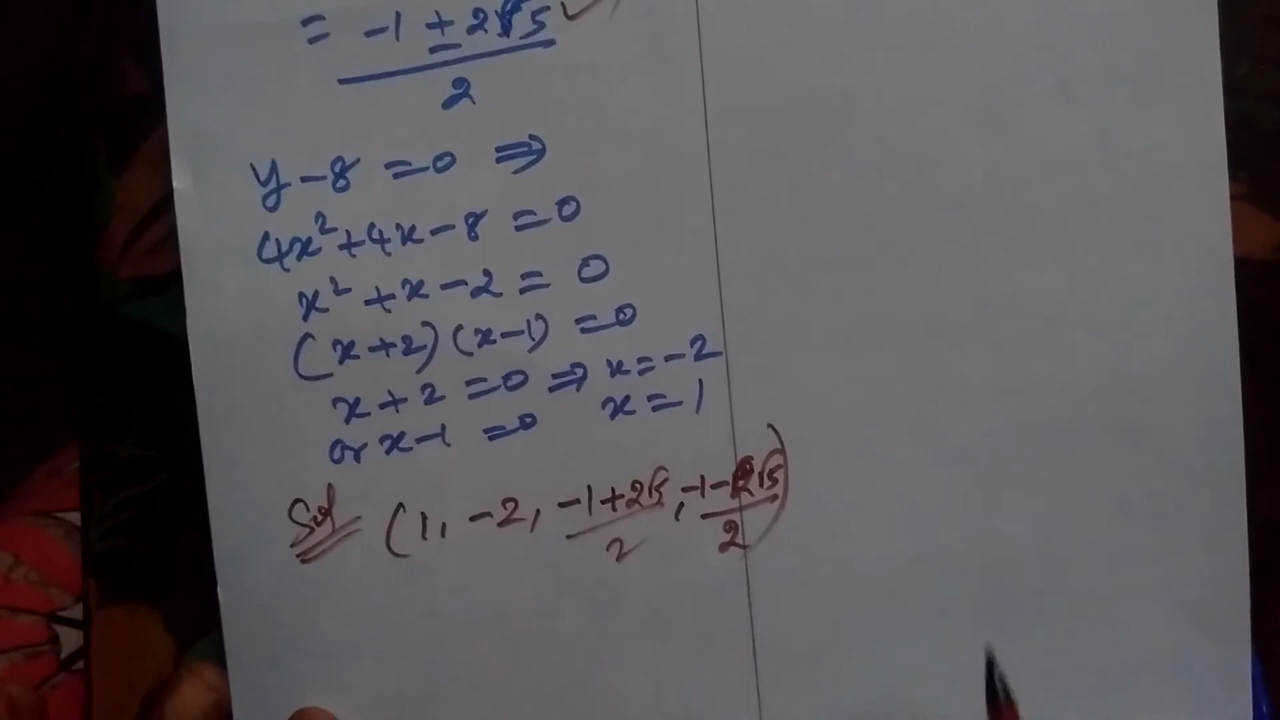 = (-1 ± 2√5) / 2
y - 8 = 0 ⇒
4x² + 4x - 8 = 0
x² + x - 2 = 0
(x + 2) (x - 1) = 0
x + 2 = 0 ⇒ x = -2
or x - 1 = 0 x = 1
Sol (1, -2, (-1 + 2√5) / 2, (-1 - 2√5) / 2)